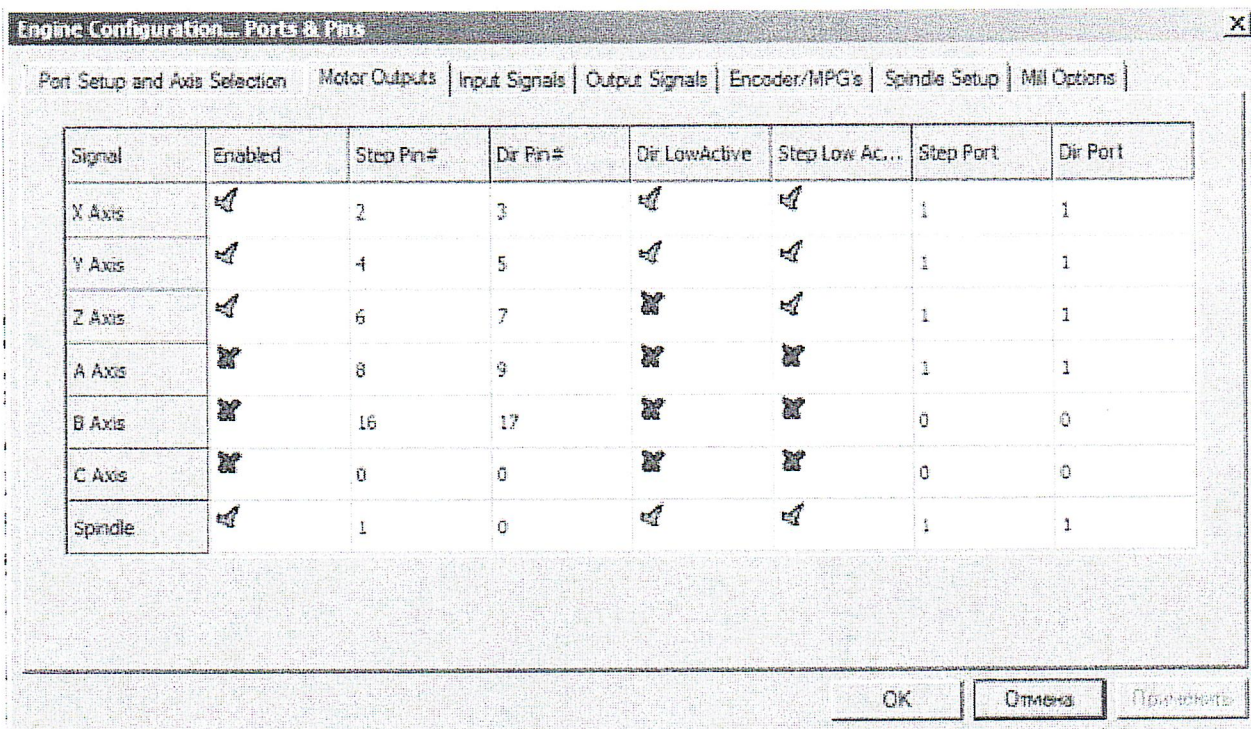 Engine Configuration... Ports & Pins
Port Setup and Axis Selection Motor Outputs Input Signals Output Signals Encoder/MPG's Spindle Setup Mill Options
Signal Enabled Step Pin# Dir Pin# Dir LowActive Step Low Ac... Step Port Dir Port
X Axis 2 3 1 1
Y Axis 4 5 1 1
Z Axis 6 7 1 1
A Axis 8 9 1 1
B Axis 16 17 0 0
C Axis 0 0 0 0
Spindle 1 0 1 1
OK Отмена Применить